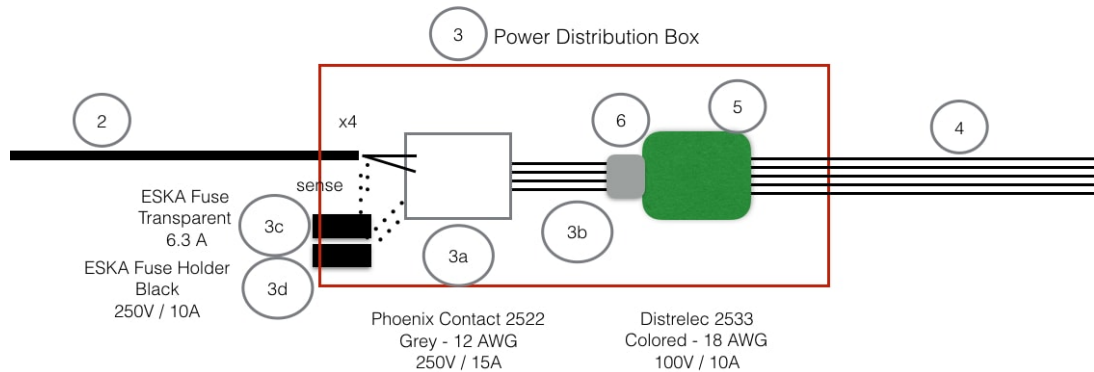 3 Power Distribution Box
2
x4
6
5
4
sense
ESKA Fuse
Transparent
6.3 A
3c
3b
3a
ESKA Fuse Holder
Black
250V / 10A
3d
Phoenix Contact 2522
Grey - 12 AWG
250V / 15A
Distrelec 2533
Colored - 18 AWG
100V / 10A